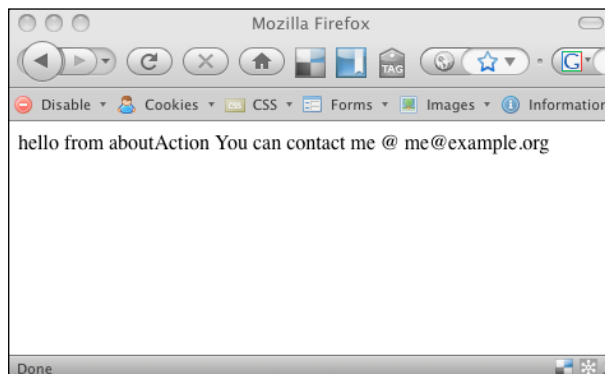 Mozilla Firefox
TAG
G
Disable Cookies CSS Forms Images Information
hello from aboutAction You can contact me @ me@example.org
Done